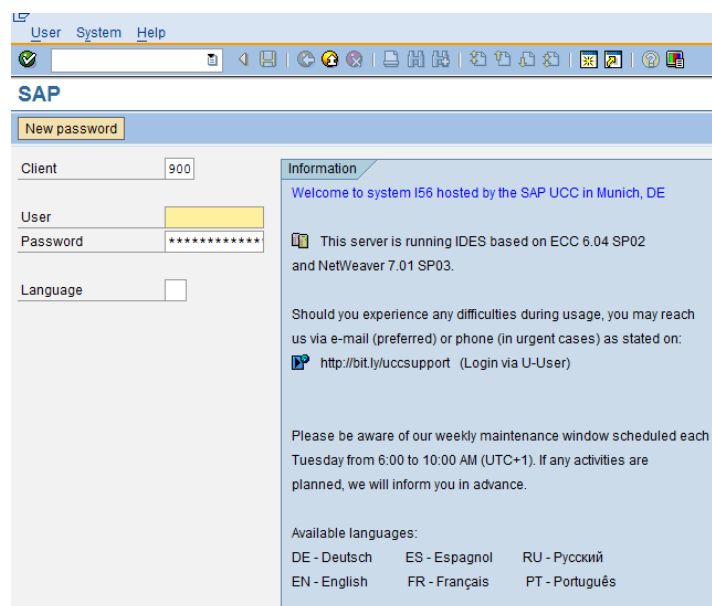 User System Help
SAP
New password
Client 900
User
Password *************
Language
Information
Welcome to system I56 hosted by the SAP UCC in Munich, DE
This server is running IDES based on ECC 6.04 SP02
and NetWeaver 7.01 SP03.
Should you experience any difficulties during usage, you may reach
us via e-mail (preferred) or phone (in urgent cases) as stated on:
http://bit.ly/uccsupport (Login via U-User)
Please be aware of our weekly maintenance window scheduled each
Tuesday from 6:00 to 10:00 AM (UTC+1). If any activities are
planned, we will inform you in advance.
Available languages:
DE - Deutsch ES - Espagnol RU - Русский
EN - English FR - Français PT - Português